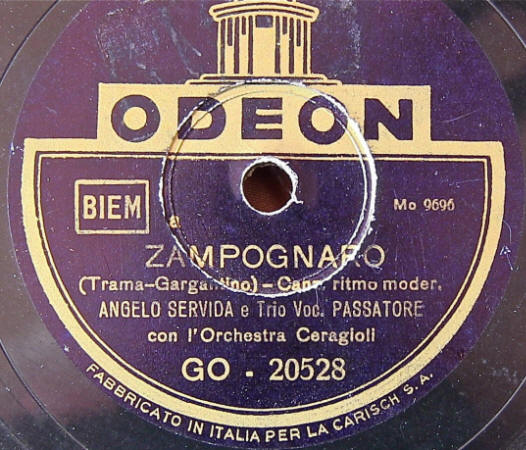 ODEON
BIEM
Mo 9696
a
ZAMPOGNARO
(Trama-Gargantino) - Canz. ritmo moder.
ANGELO SERVIDA e Trio Voc. PASSATORE
con l'Orchestra Ceragioli
GO - 20528
FABBRICATO IN ITALIA PER LA CARISCH S.A.